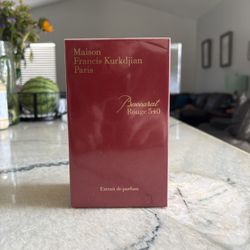 Maison
Francis Kurkdjian
Paris
Baccarat
Rouge 540
Extrait de parfum